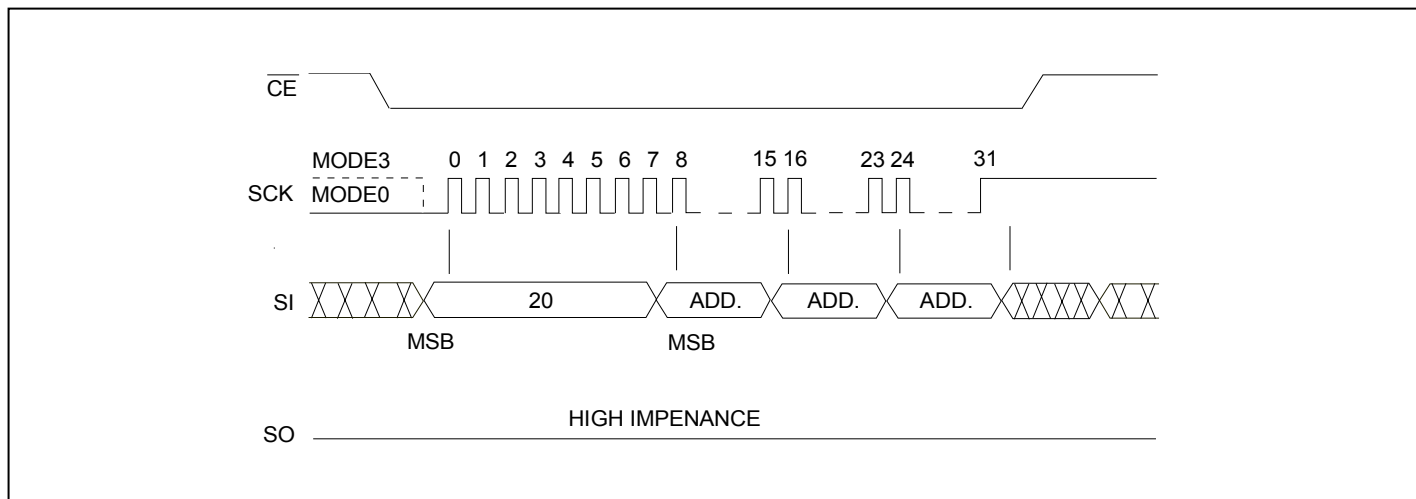 CE
MODE3 0 1 2 3 4 5 6 7 8 15 16 23 24 31
SCK MODE0
SI 20 ADD. ADD. ADD.
MSB MSB
HIGH IMPENANCE
SO